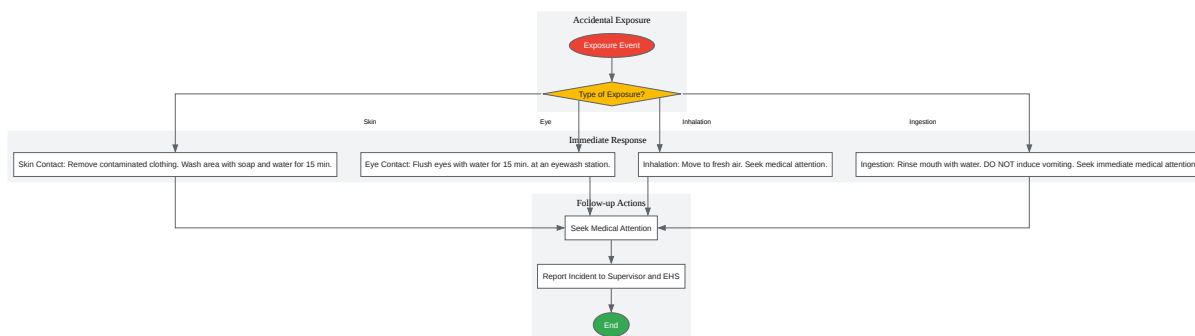 Accidental Exposure
Exposure Event
Type of Exposure?
Skin
Eye
Inhalation
Ingestion
Immediate Response
Skin Contact: Remove contaminated clothing. Wash area with soap and water for 15 min.
Eye Contact: Flush eyes with water for 15 min. at an eyewash station.
Inhalation: Move to fresh air. Seek medical attention.
Ingestion: Rinse mouth with water. DO NOT induce vomiting. Seek immediate medical attention
Follow-up Actions
Seek Medical Attention
Report Incident to Supervisor and EHS
End